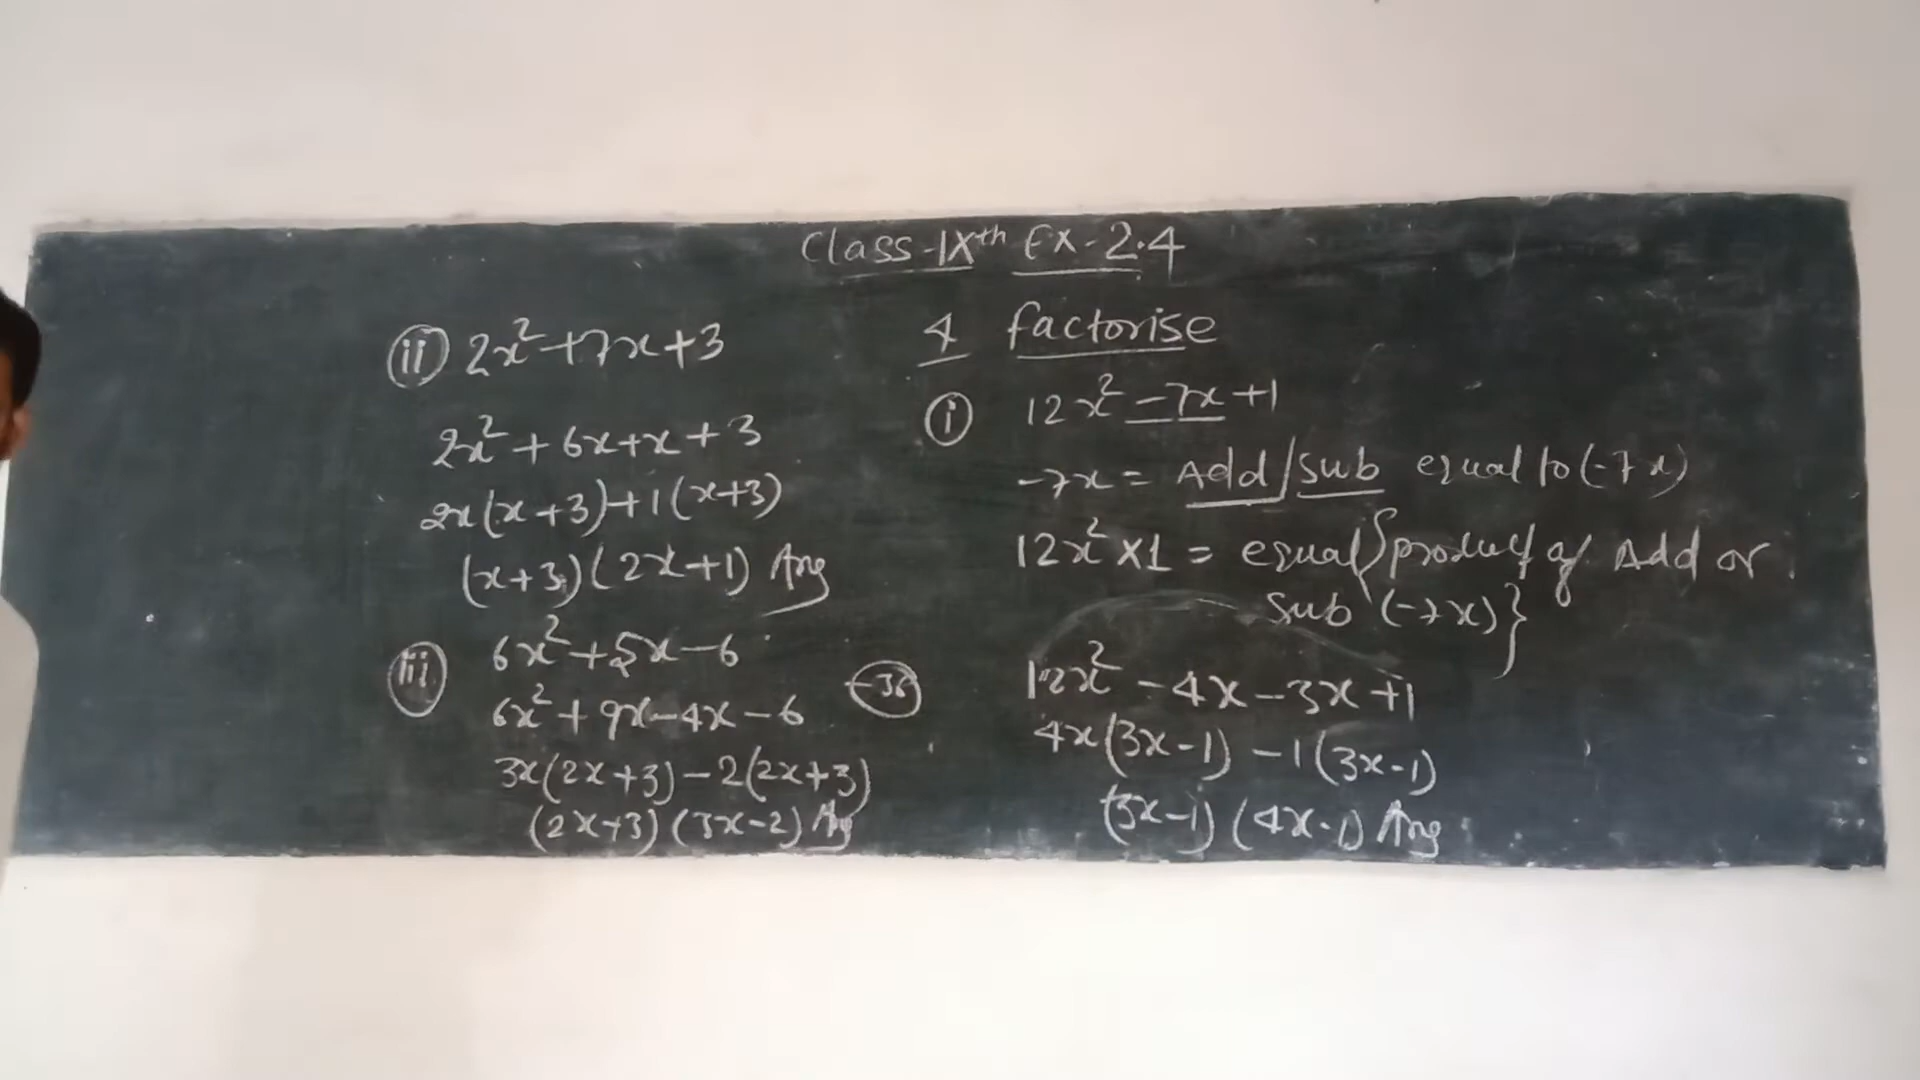 Class-IXth Ex-2.4
4 factorise
(i) 12x² -7x +1
-7x = Add/Sub equal to (-7x)
12x² × 1 = equal {product of Add or
Sub (-7x)}
12x² - 4x - 3x + 1
4x(3x-1) - 1(3x-1)
(3x-1) (4x-1) Ans
(ii) 2x² + 7x + 3
2x² + 6x + x + 3
2x(x+3) + 1(x+3)
(x+3)(2x+1) Ans
(iii) 6x² + 5x - 6
6x² + 9x - 4x - 6 (-36)
3x(2x+3) - 2(2x+3)
(2x+3) (3x-2) Ans